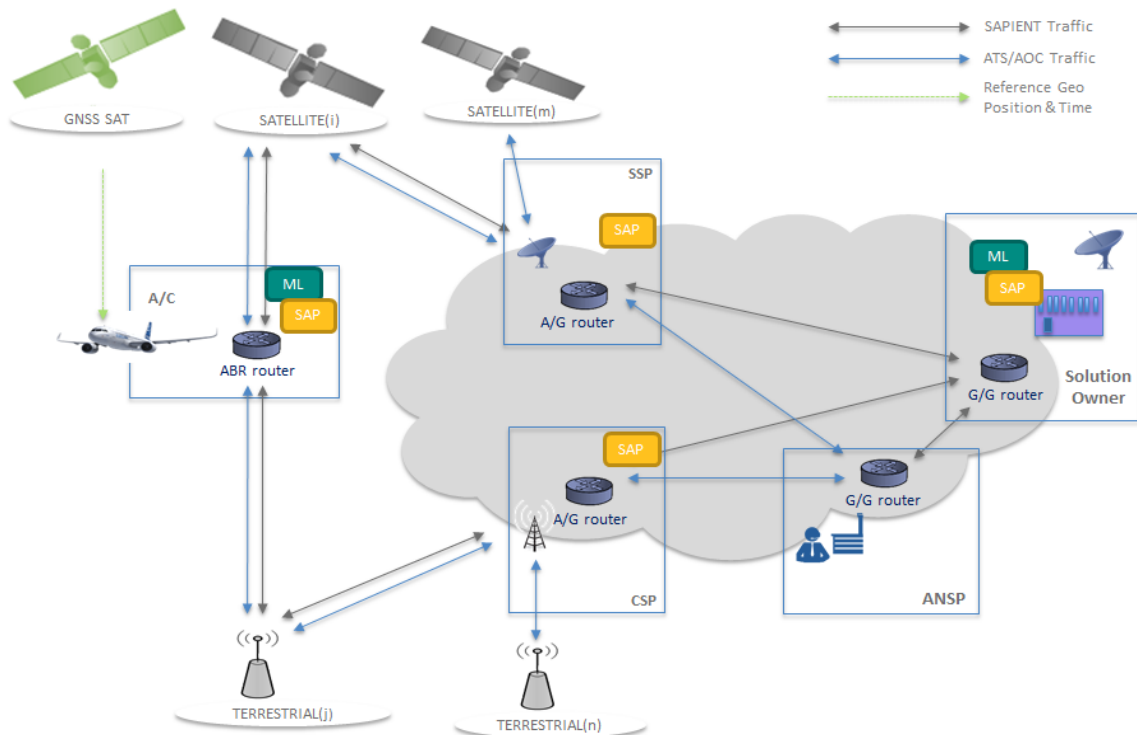 SAPIENT Traffic
ATS/AOC Traffic
Reference Geo
Position & Time
GNSS SAT
SATELLITE(i)
SATELLITE(m)
SSP
SAP
A/G router
ML
SAP
G/G router
Solution
Owner
A/C
ML
SAP
ABR router
SAP
A/G router
CSP
G/G router
ANSP
TERRESTRIAL(j)
TERRESTRIAL(n)